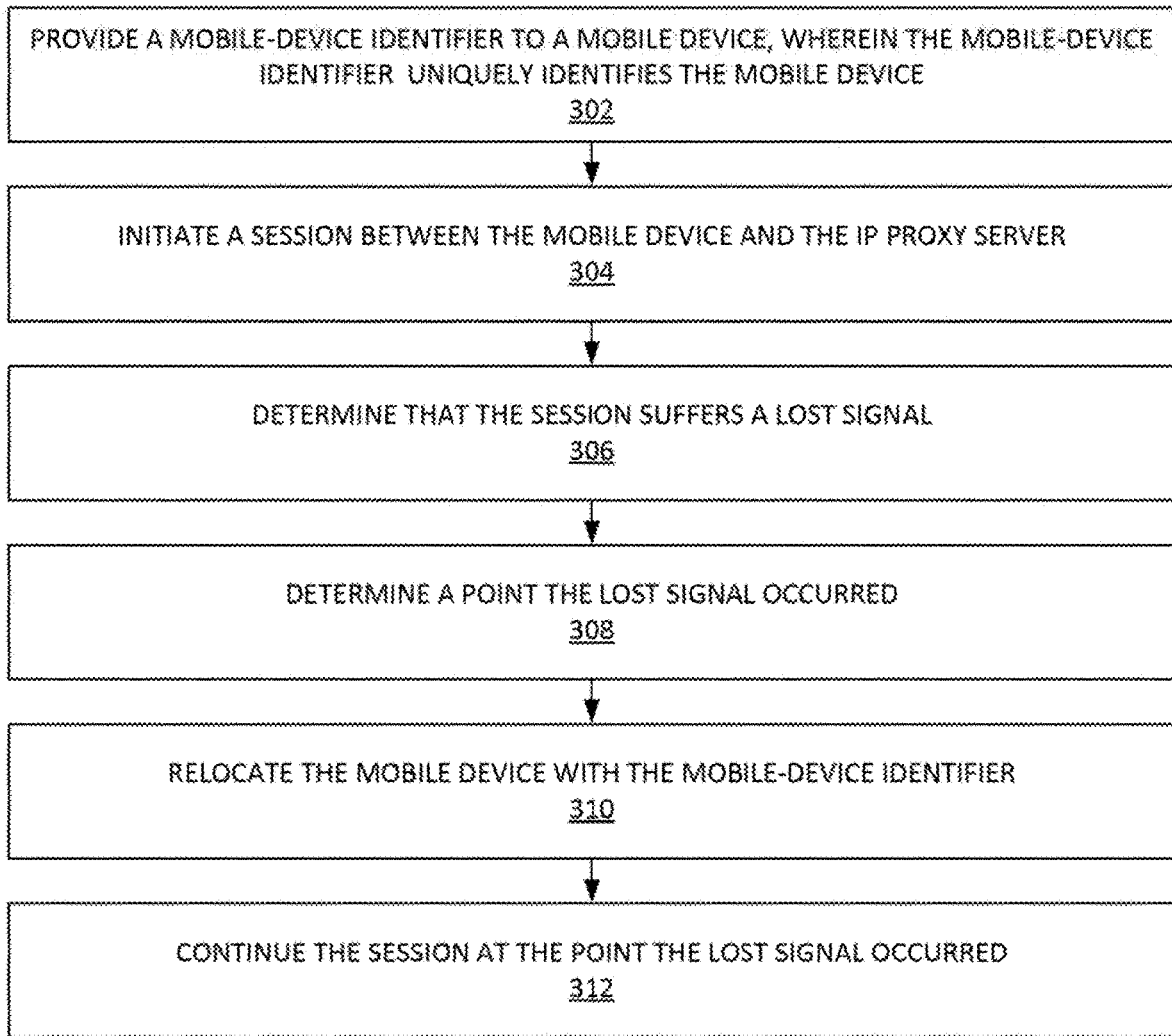 PROVIDE A MOBILE-DEVICE IDENTIFIER TO A MOBILE DEVICE, WHEREIN THE MOBILE-DEVICE
IDENTIFIER UNIQUELY IDENTIFIES THE MOBILE DEVICE
302
INITIATE A SESSION BETWEEN THE MOBILE DEVICE AND THE IP PROXY SERVER
304
DETERMINE THAT THE SESSION SUFFERS A LOST SIGNAL
306
DETERMINE A POINT THE LOST SIGNAL OCCURRED
308
RELOCATE THE MOBILE DEVICE WITH THE MOBILE-DEVICE IDENTIFIER
310
CONTINUE THE SESSION AT THE POINT THE LOST SIGNAL OCCURRED
312